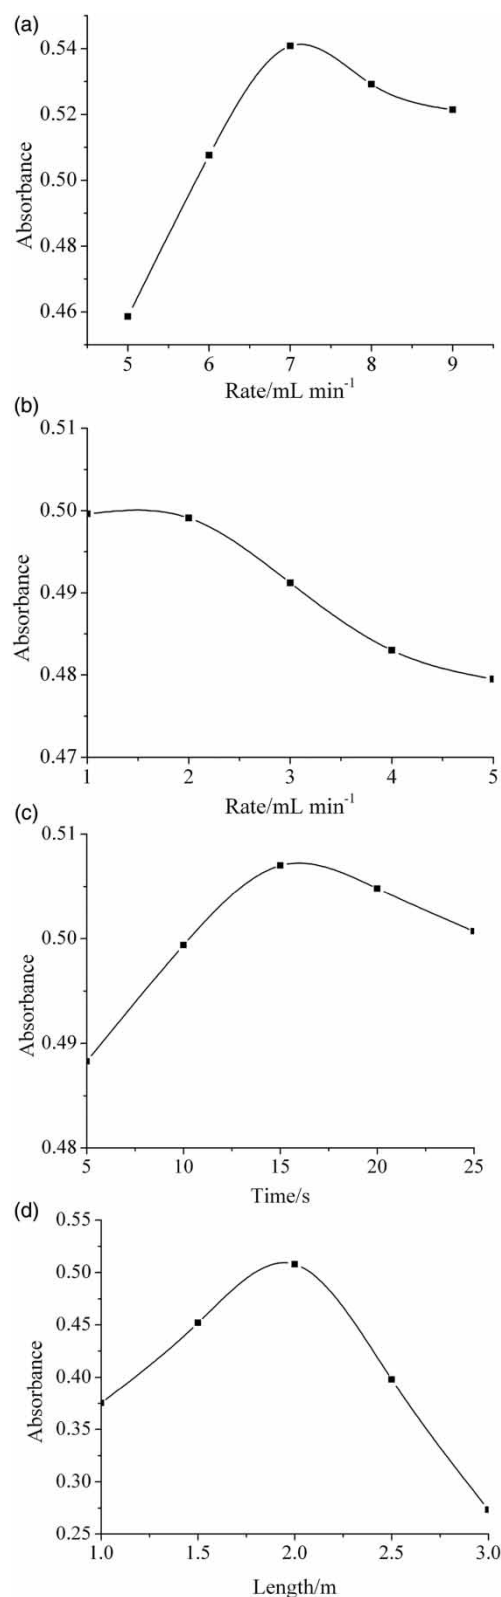 (a)
0.54
0.52
0.50
0.48
0.46
Absorbance
5 6 7 8 9
Rate/mL min⁻¹
(b)
0.51
0.50
0.49
0.48
0.47
Absorbance
1 2 3 4 5
Rate/mL min⁻¹
(c)
0.51
0.50
0.49
0.48
Absorbance
5 10 15 20 25
Time/s
(d)
0.55
0.50
0.45
0.40
0.35
0.30
0.25
Absorbance
1.0 1.5 2.0 2.5 3.0
Length/m